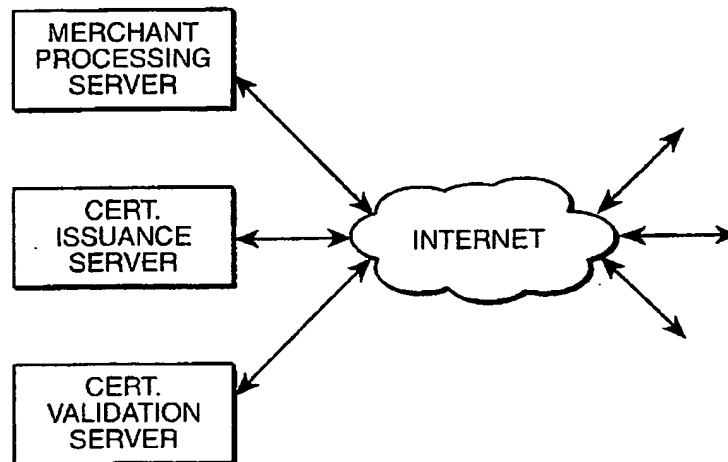 MERCHANT
PROCESSING
SERVER
CERT.
ISSUANCE
SERVER
INTERNET
CERT.
VALIDATION
SERVER